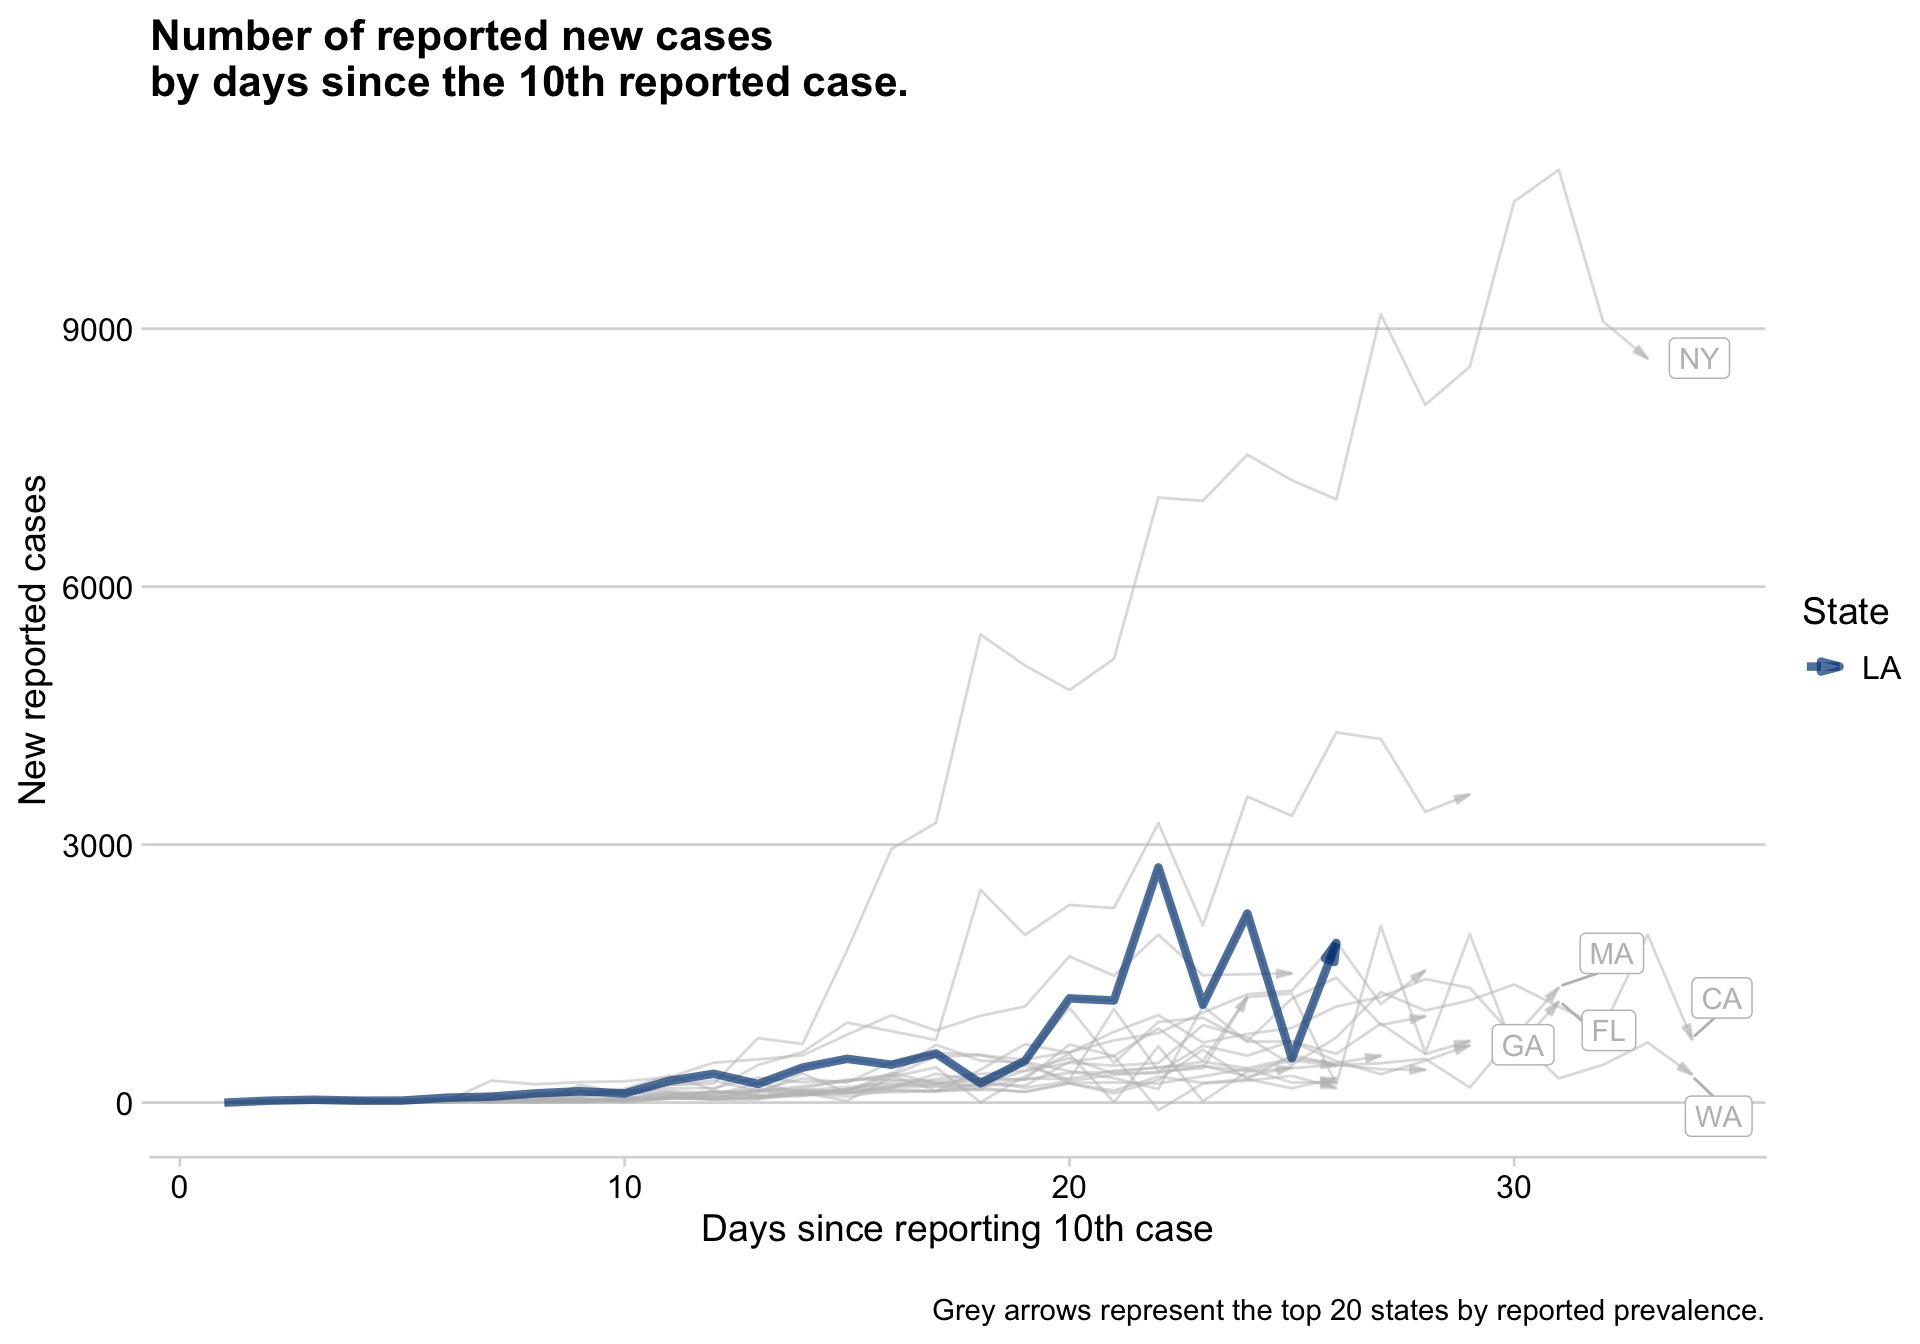 Number of reported new cases
by days since the 10th reported case.
New reported cases
9000
6000
3000
0
0
10
20
30
Days since reporting 10th case
NY
MA
CA
FL
GA
WA
State
LA
Grey arrows represent the top 20 states by reported prevalence.